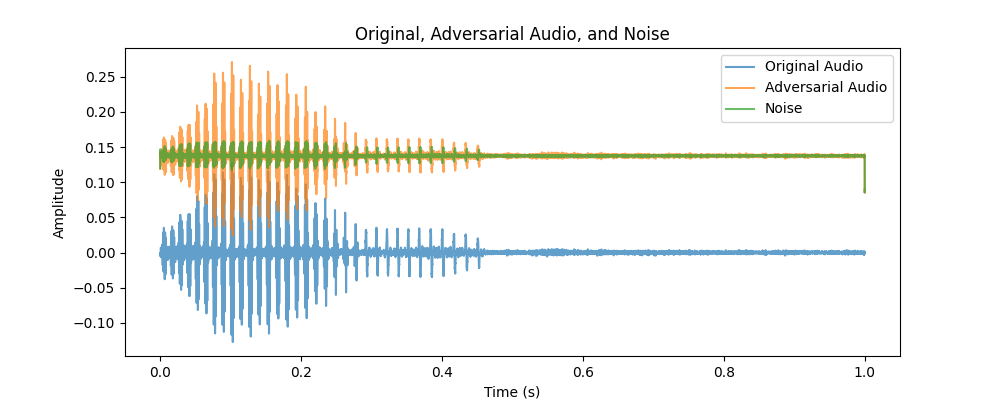 Original, Adversarial Audio, and Noise
Original Audio
Adversarial Audio
Noise
Amplitude
0.25
0.20
0.15
0.10
0.05
0.00
−0.05
−0.10
0.0 0.2 0.4 0.6 0.8 1.0
Time (s)